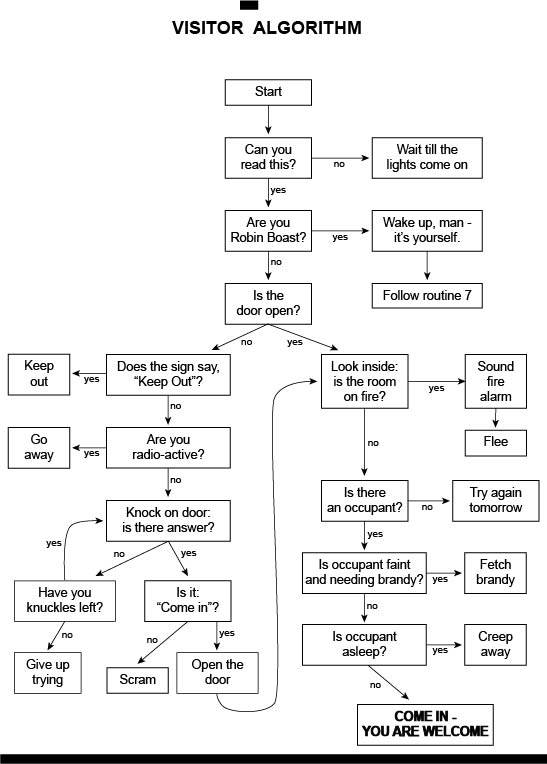 VISITOR ALGORITHM
Start
Can you
read this?
no
Wait till the
lights come on
yes
Are you
Robin Boast?
yes
Wake up, man -
it's yourself.
no
Follow routine 7
Is the
door open?
no
yes
Keep
out
yes
Does the sign say,
“Keep Out”?
Look inside:
is the room
on fire?
yes
Sound
fire
alarm
no
Go
away
yes
Are you
radio-active?
no
Flee
no
Is there
an occupant?
no
Try again
tomorrow
Knock on door:
is there answer?
yes
no
yes
yes
Is occupant faint
and needing brandy?
yes
Fetch
brandy
Have you
knuckles left?
Is it:
“Come in”?
no
no
no
yes
Is occupant
asleep?
yes
Creep
away
Give up
trying
Scram
Open the
door
no
COME IN -
YOU ARE WELCOME